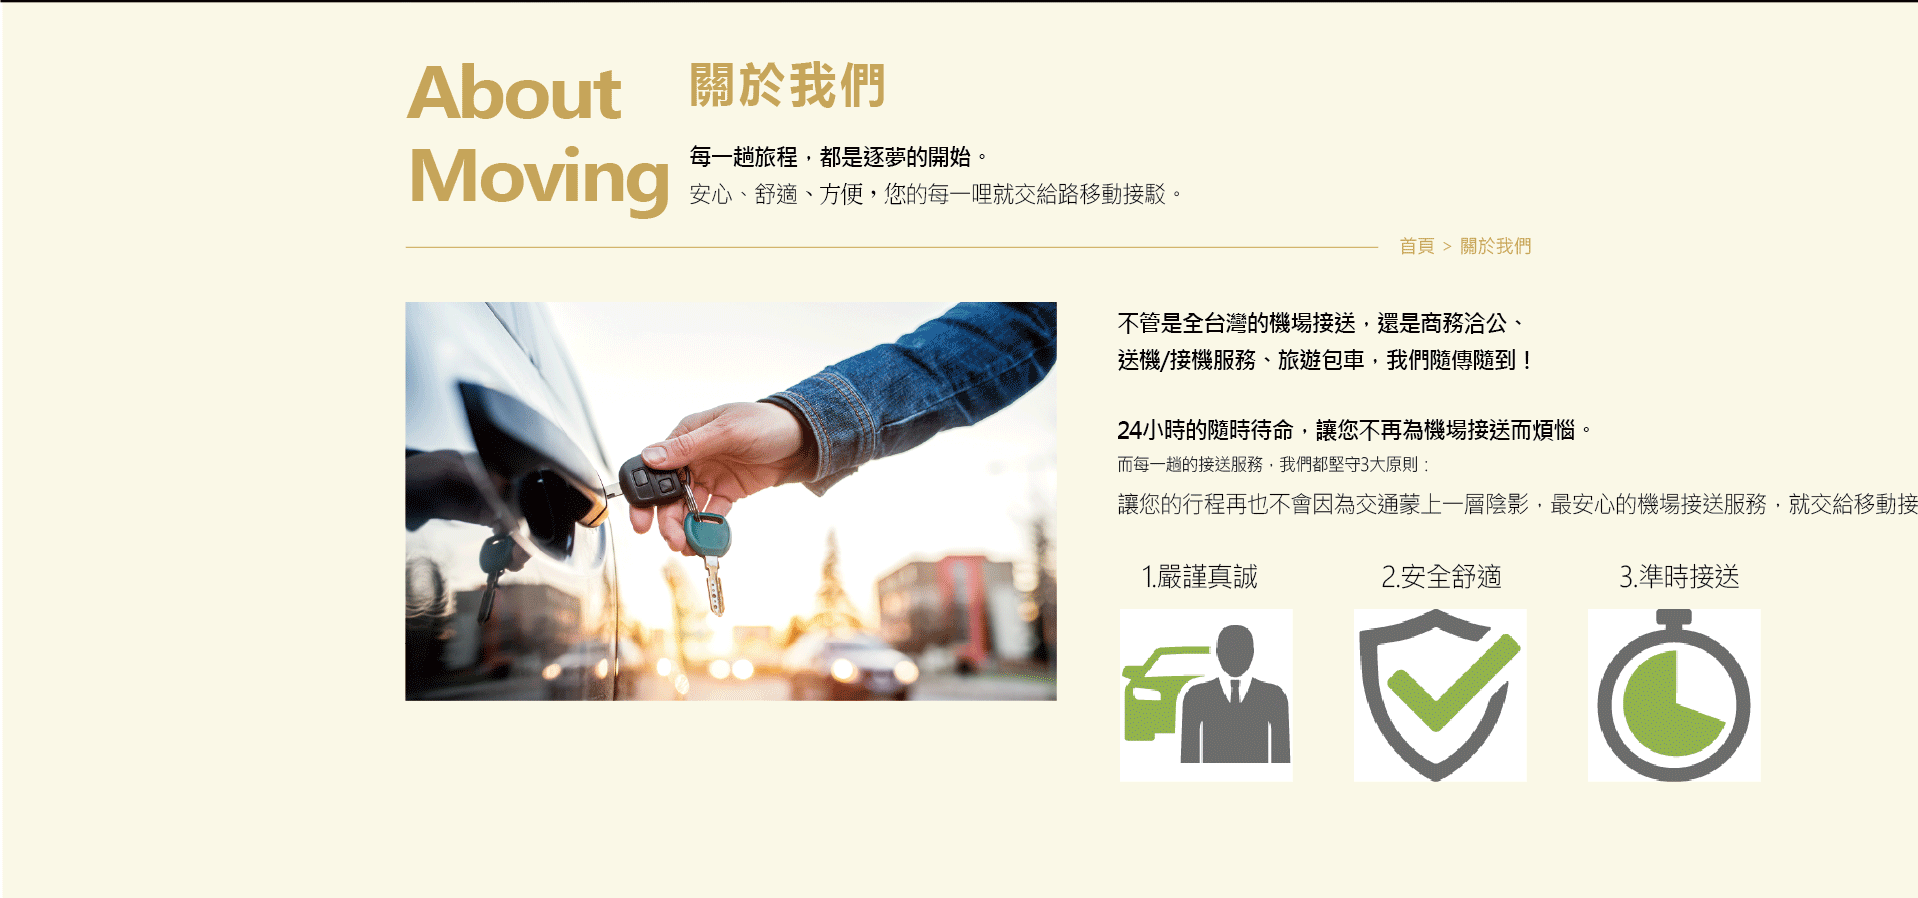 About
Moving
關於我們
每一趟旅程，都是逐夢的開始。
安心、舒適、方便，您的每一哩就交給路移動接駁。
首頁 > 關於我們
不管是全台灣的機場接送，還是商務洽公、
送機/接機服務、旅遊包車，我們隨傳隨到！
24小時的隨時待命，讓您不再為機場接送而煩惱。
而每一趟的接送服務，我們都堅守3大原則：
讓您的行程再也不會因為交通蒙上一層陰影，最安心的機場接送服務，就交給移動接
1.嚴謹真誠
2.安全舒適
3.準時接送